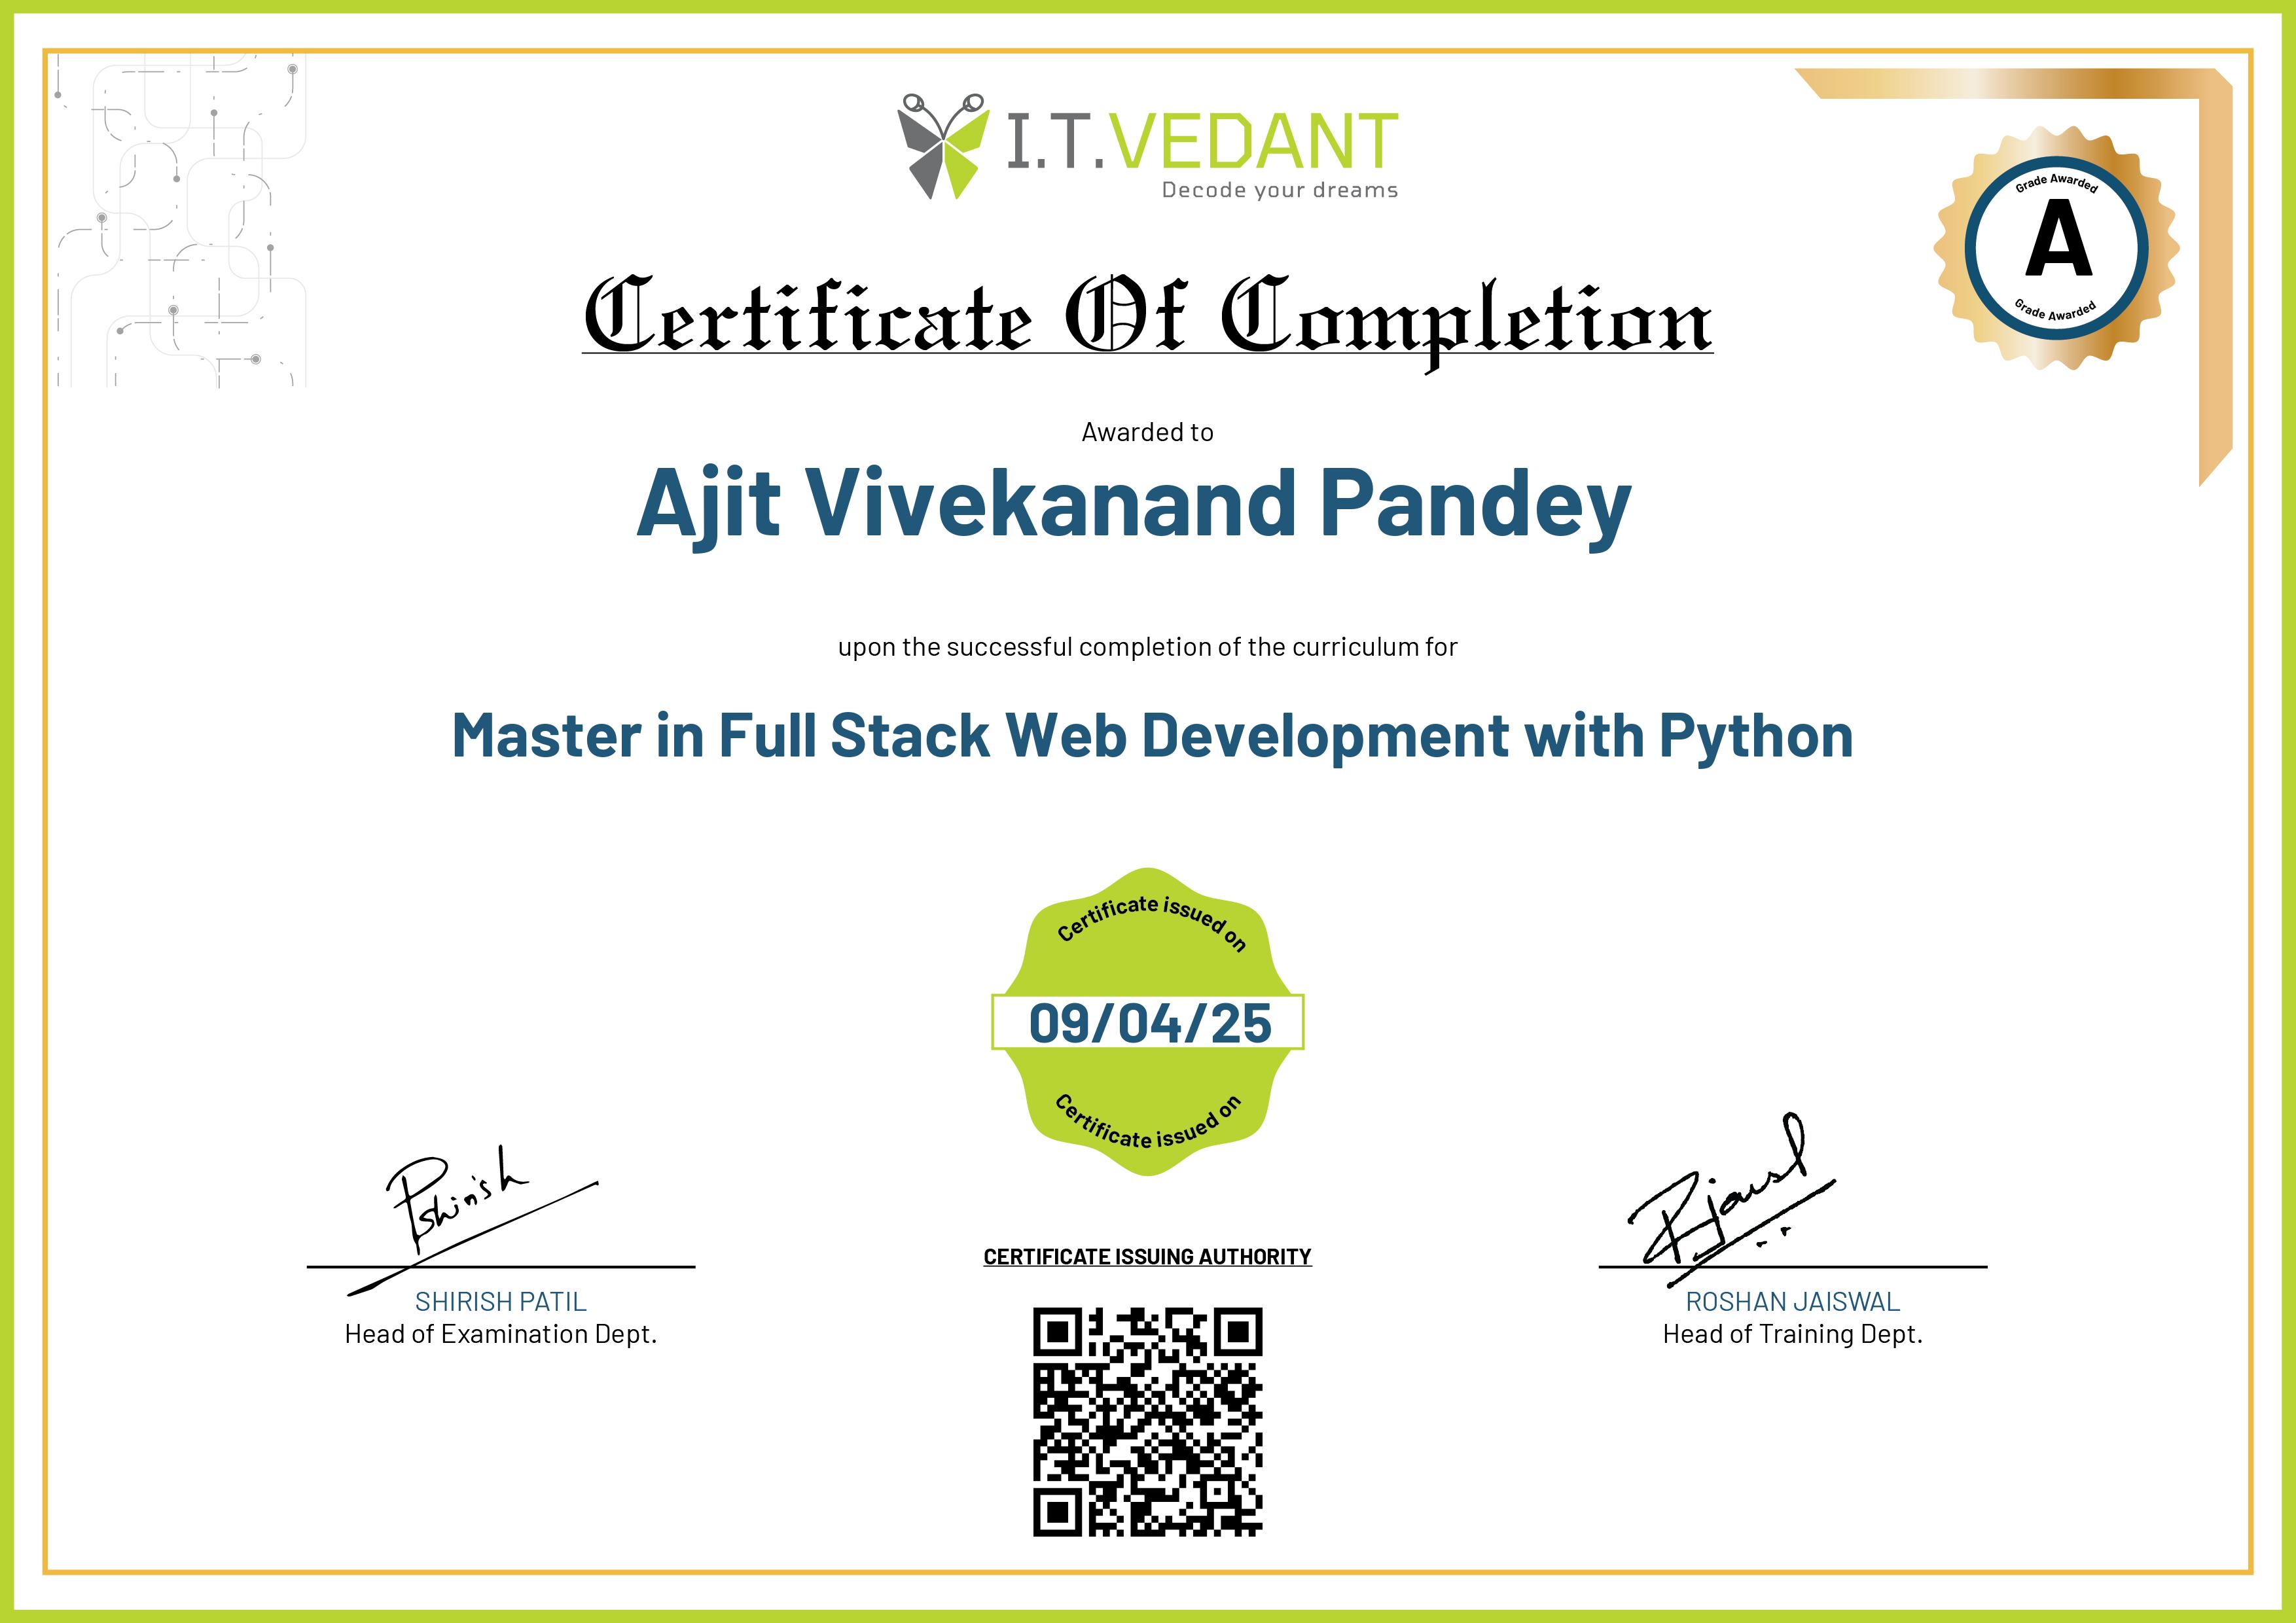 I.T.VEDANT
Decode your dreams
Grade Awarded
A
Grade Awarded
Certificate Of Completion
Awarded to
Ajit Vivekanand Pandey
upon the successful completion of the curriculum for
Master in Full Stack Web Development with Python
Certificate issued on
09/04/25
Certificate issued on
Pshirish
Rjaiswal
CERTIFICATE ISSUING AUTHORITY
SHIRISH PATIL
Head of Examination Dept.
ROSHAN JAISWAL
Head of Training Dept.